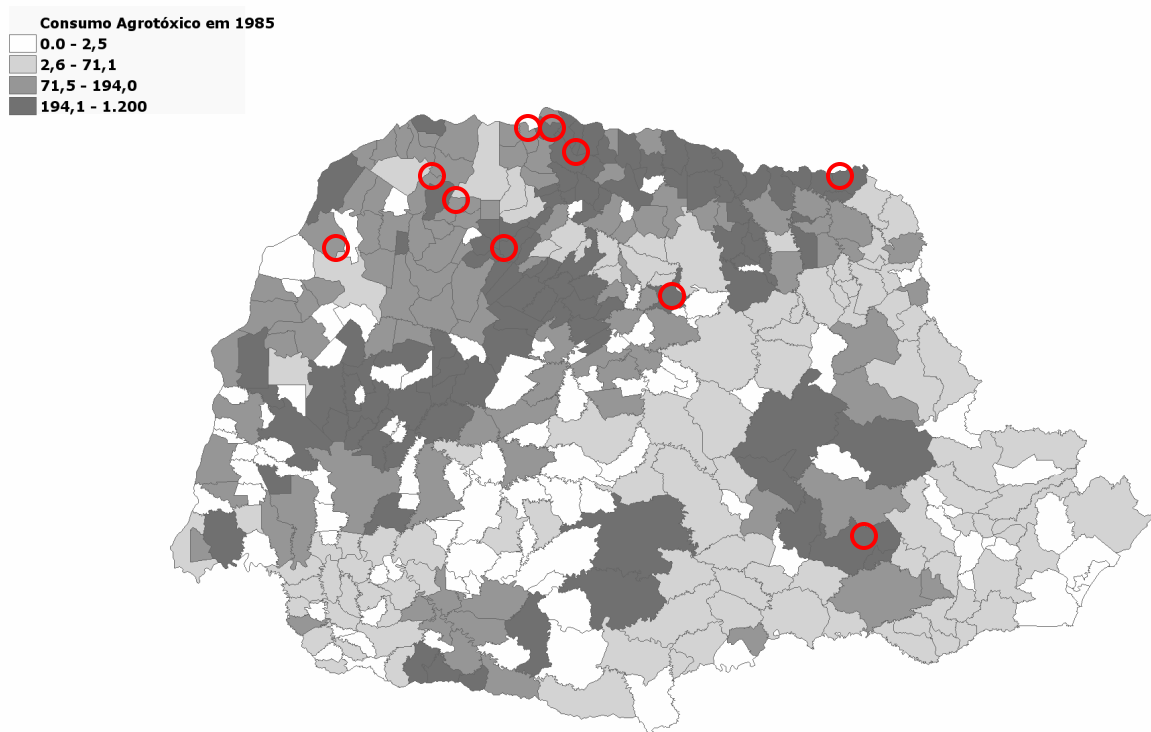 Consumo Agrotóxico em 1985
0.0 - 2,5
2,6 - 71,1
71,5 - 194,0
194,1 - 1.200